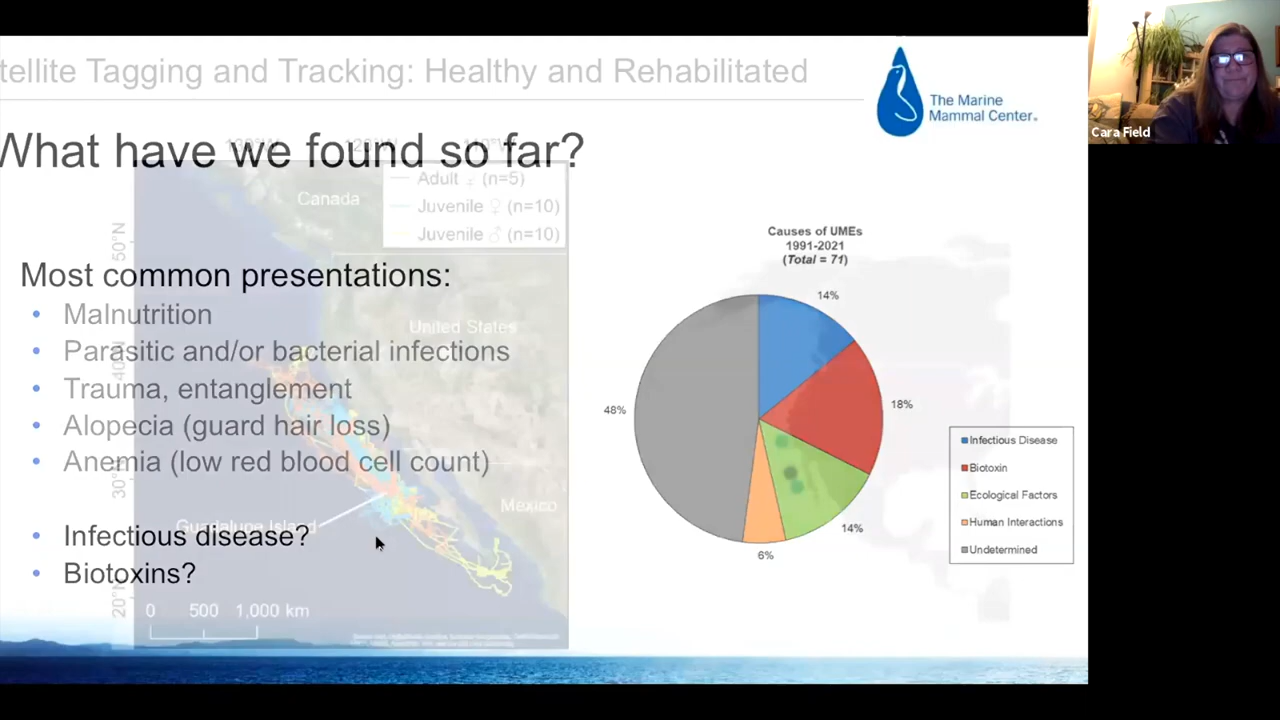 tellite Tagging and Tracking: Healthy and Rehabilitated
The Marine
Mammal Center
Cara Field
What have we found so far?
Adult ♀ (n=5)
Juvenile ♀ (n=10)
Juvenile ♂ (n=10)
Canada
50°N
United States
40°N
Mexico
30°N
Guadalupe Island
20°N
0 500 1,000 km
Most common presentations:
• Malnutrition
• Parasitic and/or bacterial infections
• Trauma, entanglement
• Alopecia (guard hair loss)
• Anemia (low red blood cell count)
• Infectious disease?
• Biotoxins?
Causes of UMEs
1991-2021
(Total = 71)
14%
18%
14%
6%
48%
Infectious Disease
Biotoxin
Ecological Factors
Human Interactions
Undetermined